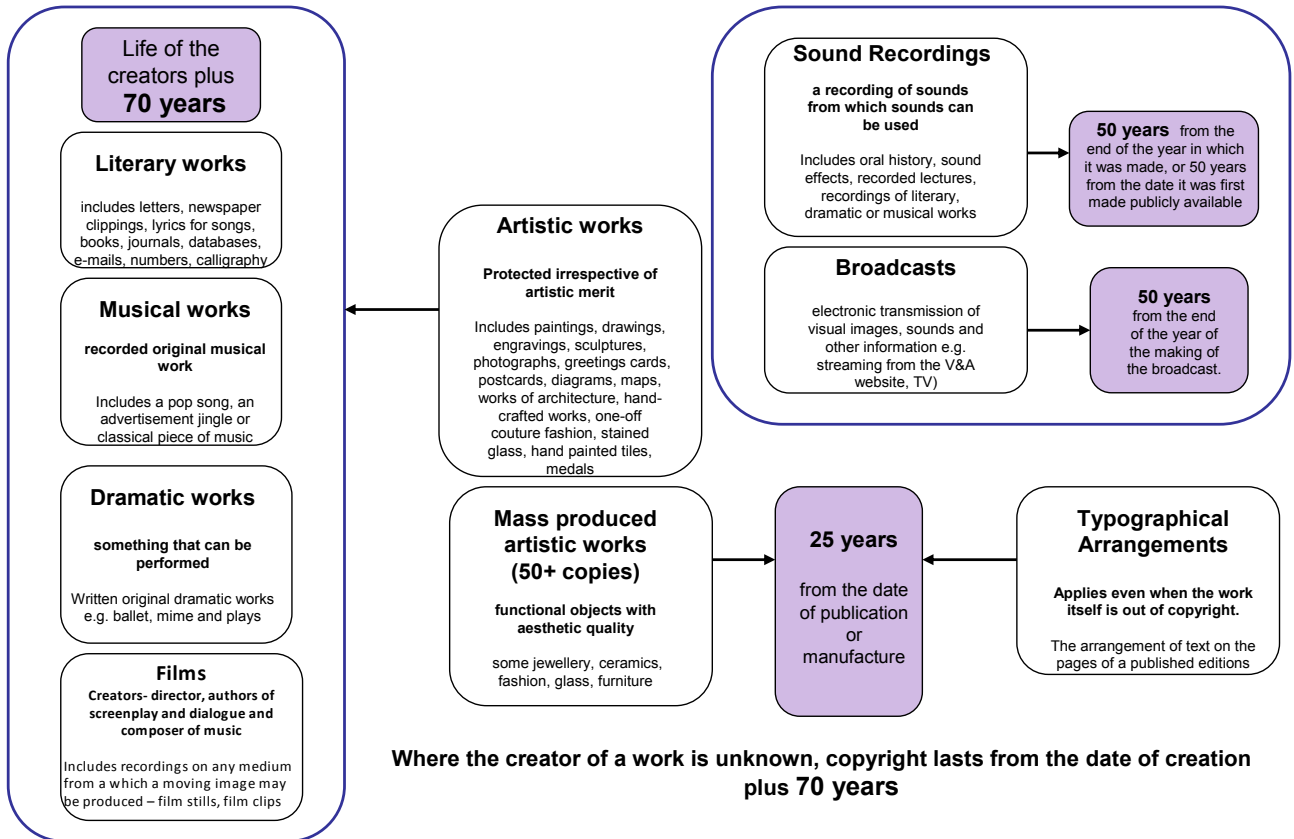 Life of the
creators plus
70 years
Literary works
includes letters, newspaper
clippings, lyrics for songs,
books, journals, databases,
e-mails, numbers, calligraphy
Musical works
recorded original musical
work
Includes a pop song, an
advertisement jingle or
classical piece of music
Dramatic works
something that can be
performed
Written original dramatic works
e.g. ballet, mime and plays
Films
Creators- director, authors of
screenplay and dialogue and
composer of music
Includes recordings on any medium
from a which a moving image may
be produced – film stills, film clips
Artistic works
Protected irrespective of
artistic merit
Includes paintings, drawings,
engravings, sculptures,
photographs, greetings cards,
postcards, diagrams, maps,
works of architecture, hand-
crafted works, one-off
couture fashion, stained
glass, hand painted tiles,
medals
Sound Recordings
a recording of sounds
from which sounds can
be used
Includes oral history, sound
effects, recorded lectures,
recordings of literary,
dramatic or musical works
50 years from the
end of the year in which
it was made, or 50 years
from the date it was first
made publicly available
Broadcasts
electronic transmission of
visual images, sounds and
other information e.g.
streaming from the V&A
website, TV)
50 years
from the end
of the year of
the making of
the broadcast.
Mass produced
artistic works
(50+ copies)
functional objects with
aesthetic quality
some jewellery, ceramics,
fashion, glass, furniture
25 years
from the date
of publication
or
manufacture
Typographical
Arrangements
Applies even when the work
itself is out of copyright.
The arrangement of text on the
pages of a published editions
Where the creator of a work is unknown, copyright lasts from the date of creation
plus 70 years